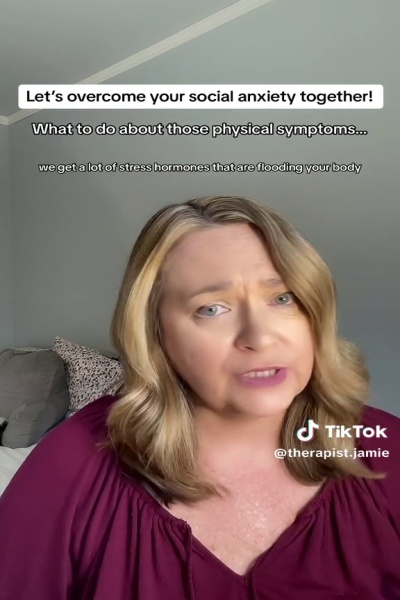 Let's overcome your social anxiety together!
What to do about those physical symptoms...
we get a lot of stress hormones that are flooding your body
TikTok
@therapist.jamie